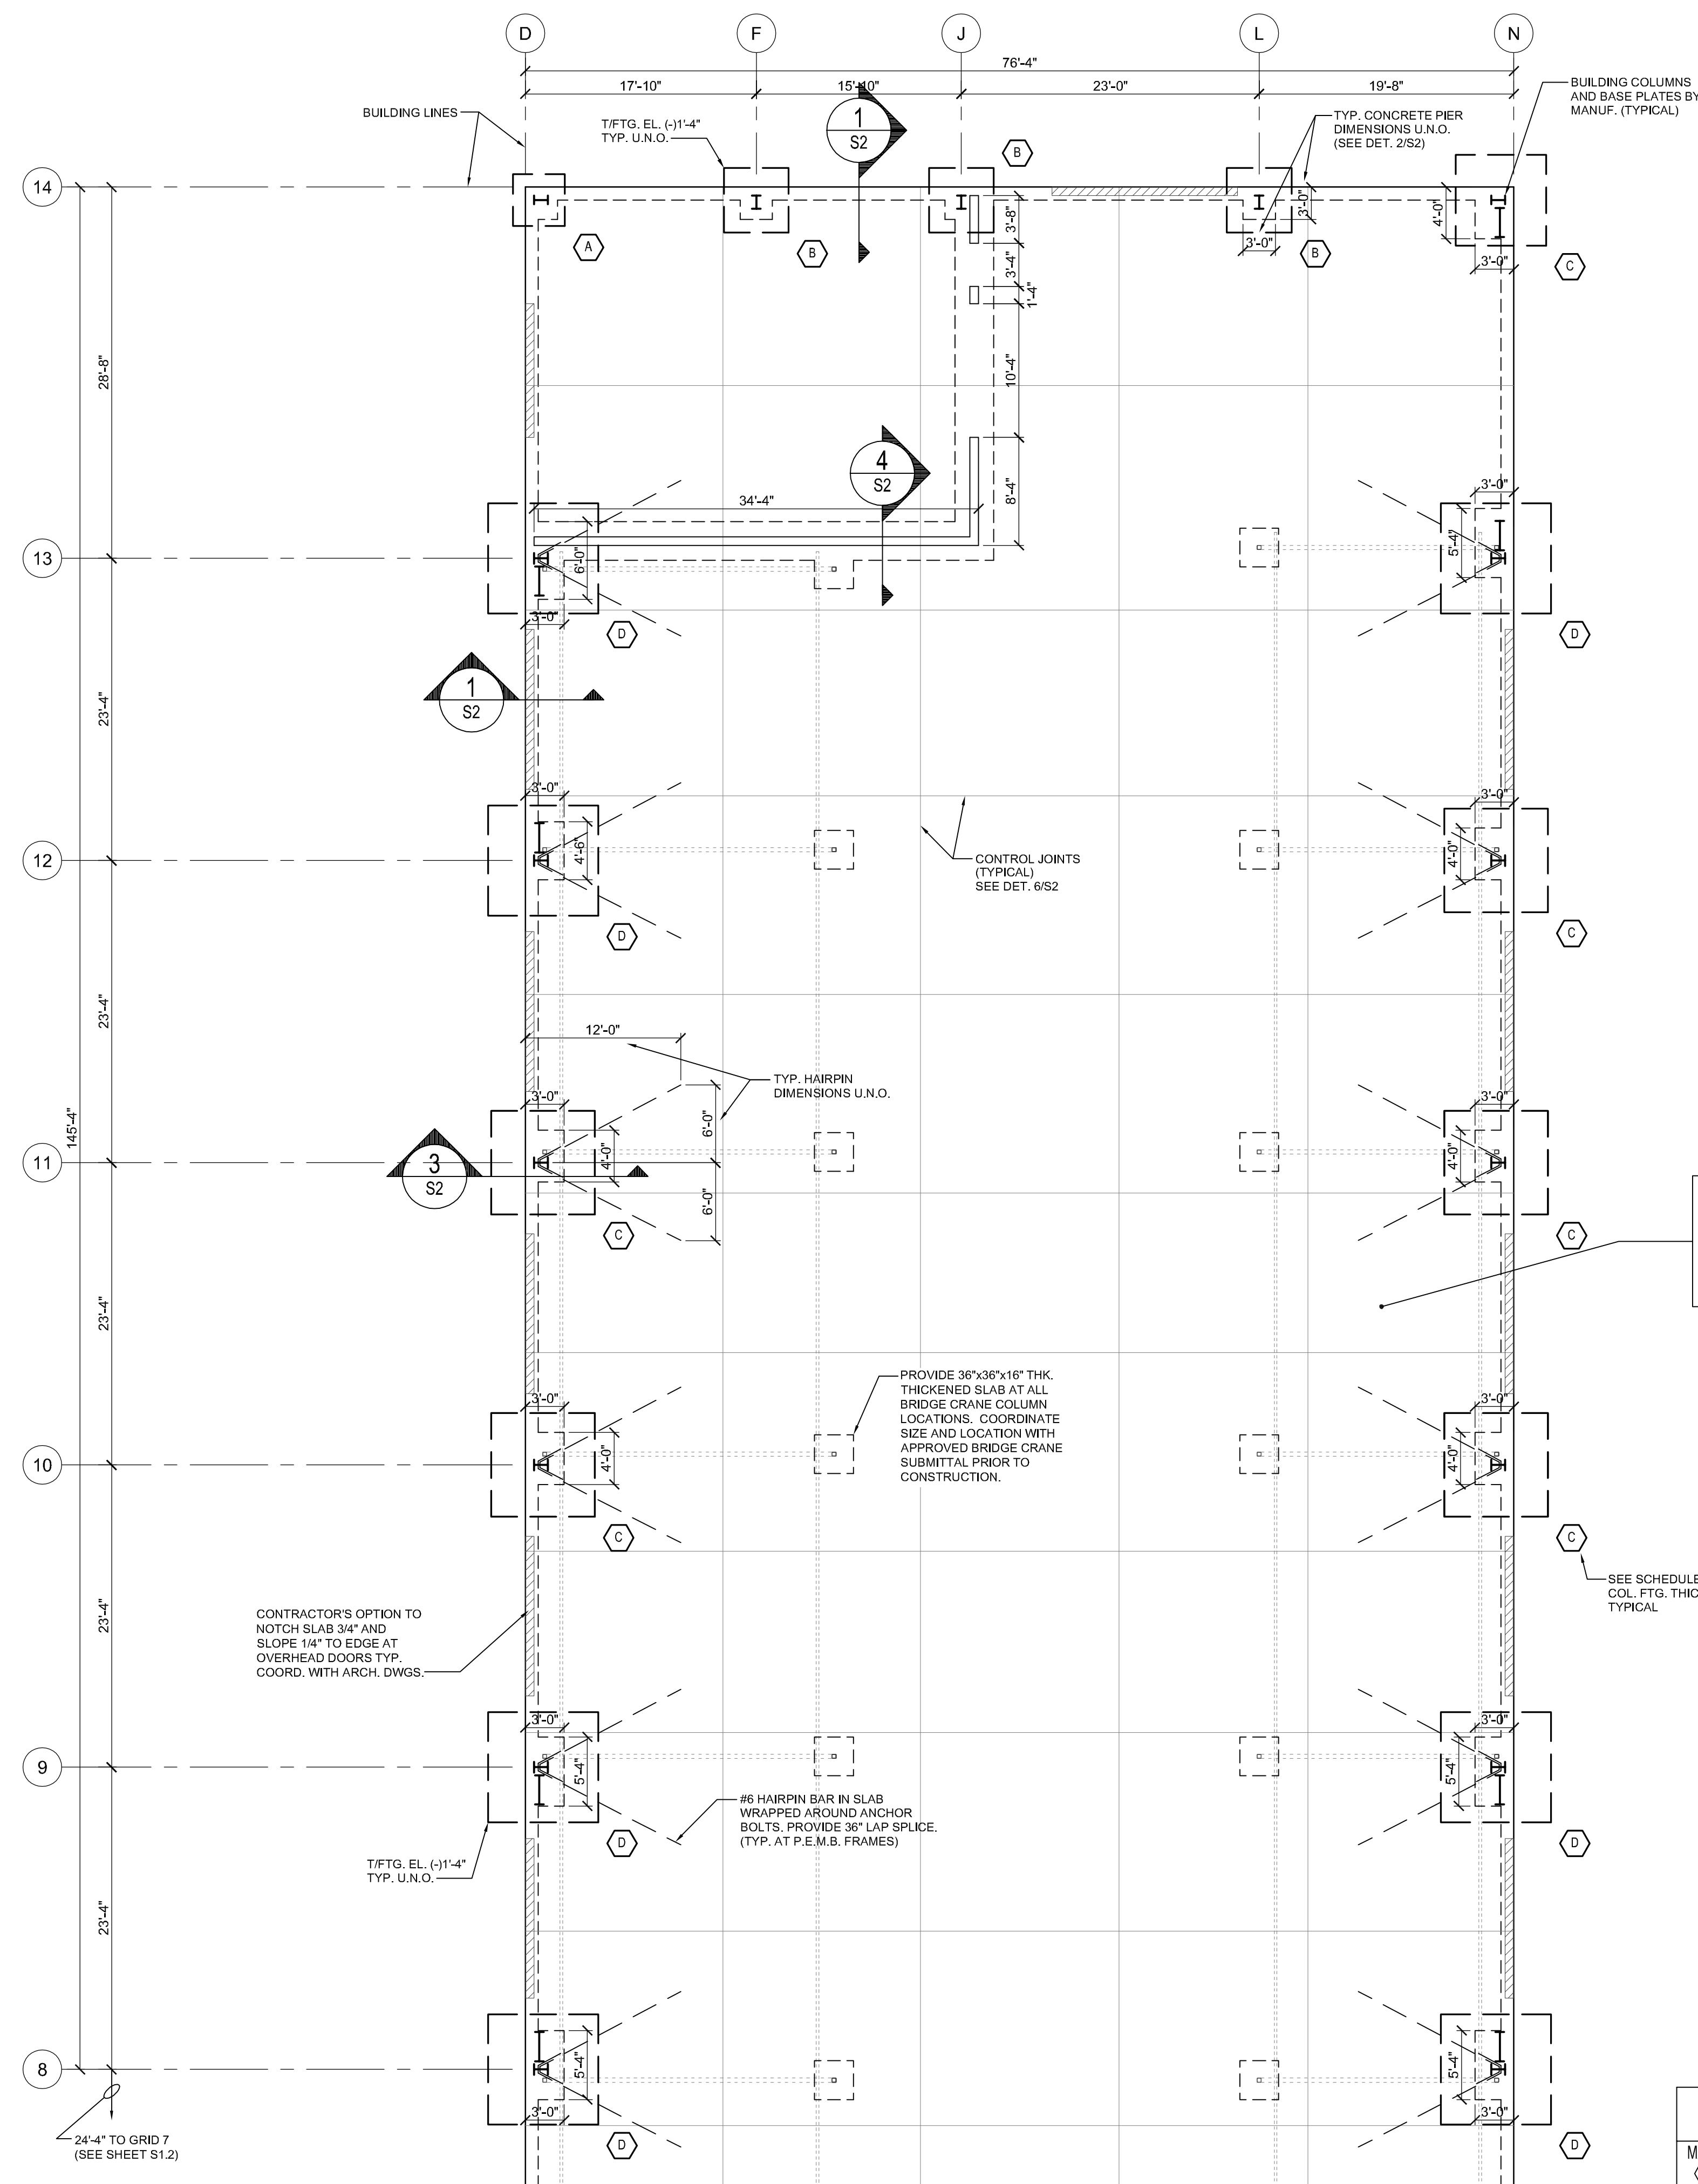 D
F
J
L
N
76'-4"
17'-10"
15'-10"
23'-0"
19'-8"
BUILDING LINES
T/FTG. EL. (-)1'-4"
TYP. U.N.O.
1
S2
B
TYP. CONCRETE PIER
DIMENSIONS U.N.O.
(SEE DET. 2/S2)
BUILDING COLUMNS
AND BASE PLATES BY
MANUF. (TYPICAL)
14
A
B
3'-8"
3'-4"
1'-4"
3'-0"
3'-0"
B
4'-0"
3'-0"
C
28'-8"
10'-4"
4
S2
34'-4"
8'-4"
3'-0"
13
6'-0"
5'-4"
3'-0"
D
D
1
S2
23'-4"
3'-0"
3'-0"
12
4'-6"
4'-0"
CONTROL JOINTS
(TYPICAL)
SEE DET. 6/S2
D
C
23'-4"
12'-0"
TYP. HAIRPIN
DIMENSIONS U.N.O.
3'-0"
3'-0"
145'-4"
6'-0"
11
3
S2
4'-0"
4'-0"
6'-0"
C
C
23'-4"
PROVIDE 36"x36"x16" THK.
THICKENED SLAB AT ALL
BRIDGE CRANE COLUMN
LOCATIONS. COORDINATE
SIZE AND LOCATION WITH
APPROVED BRIDGE CRANE
SUBMITTAL PRIOR TO
CONSTRUCTION.
3'-0"
3'-0"
10
4'-0"
4'-0"
C
C
SEE SCHEDULE
COL. FTG. THIC
TYPICAL
23'-4"
CONTRACTOR'S OPTION TO
NOTCH SLAB 3/4" AND
SLOPE 1/4" TO EDGE AT
OVERHEAD DOORS TYP.
COORD. WITH ARCH. DWGS.
3'-0"
3'-0"
9
5'-4"
5'-4"
#6 HAIRPIN BAR IN SLAB
WRAPPED AROUND ANCHOR
BOLTS. PROVIDE 36" LAP SPLICE.
(TYP. AT P.E.M.B. FRAMES)
D
D
T/FTG. EL. (-)1'-4"
TYP. U.N.O.
23'-4"
8
5'-4"
5'-4"
3'-0"
3'-0"
D
D
24'-4" TO GRID 7
(SEE SHEET S1.2)
M